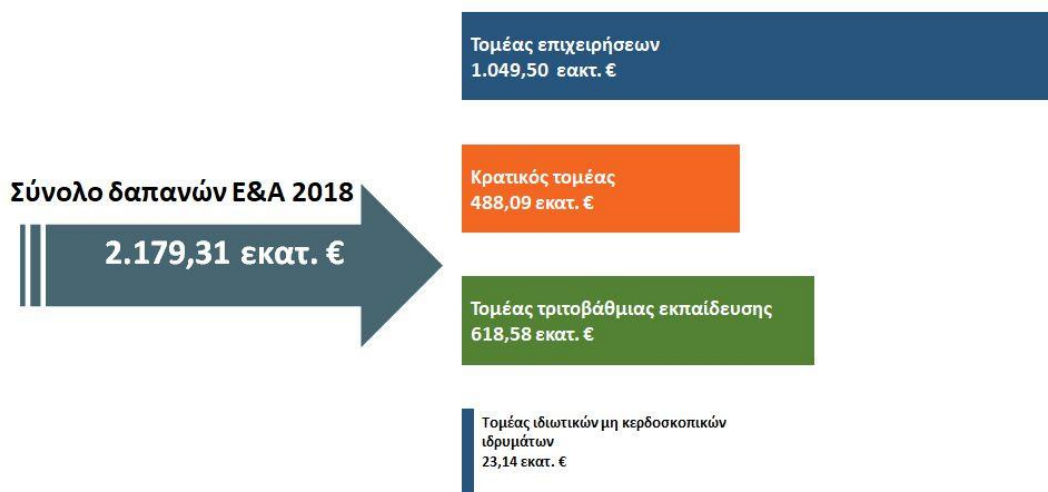 Σύνολο δαπανών Ε&Α 2018
2.179,31 εκατ. €
Τομέας επιχειρήσεων
1.049,50 εακτ. €
Κρατικός τομέας
488,09 εκατ. €
Τομέας τριτοβάθμιας εκπαίδευσης
618,58 εκατ. €
Τομέας ιδιωτικών μη κερδοσκοπικών
ιδρυμάτων
23,14 εκατ. €